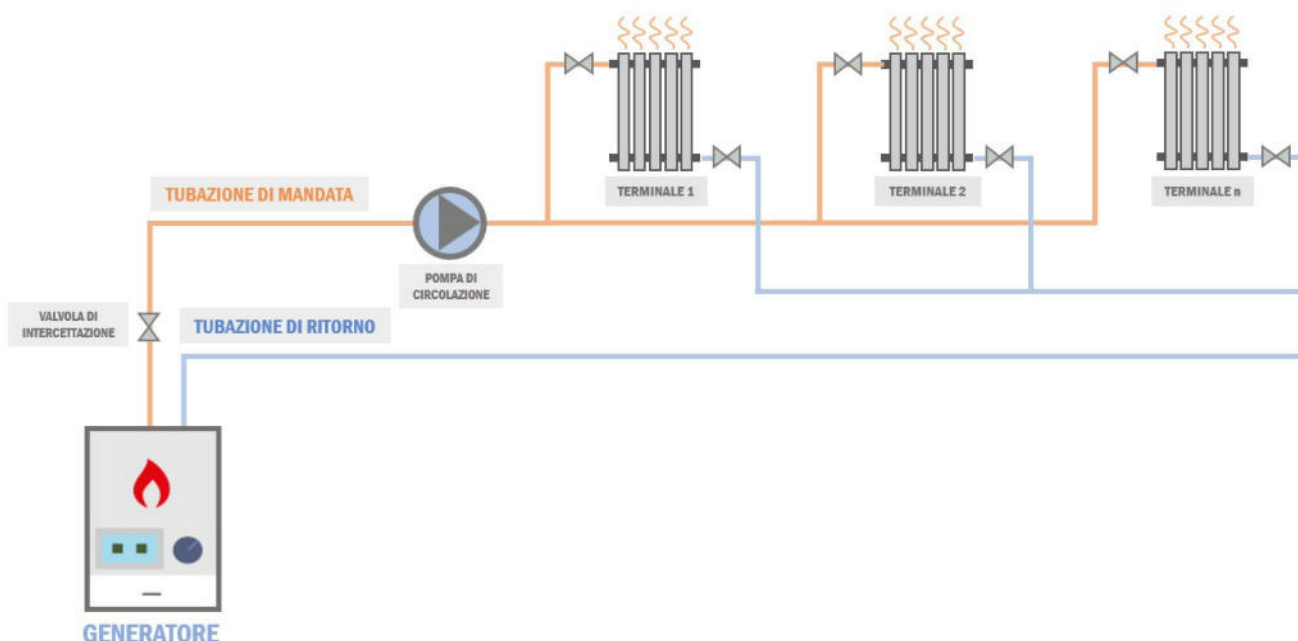 TERMINALE 1
TERMINALE 2
TERMINALE n
TUBAZIONE DI MANDATA
POMPA DI
CIRCOLAZIONE
VALVOLA DI
INTERCETTAZIONE
TUBAZIONE DI RITORNO
GENERATORE